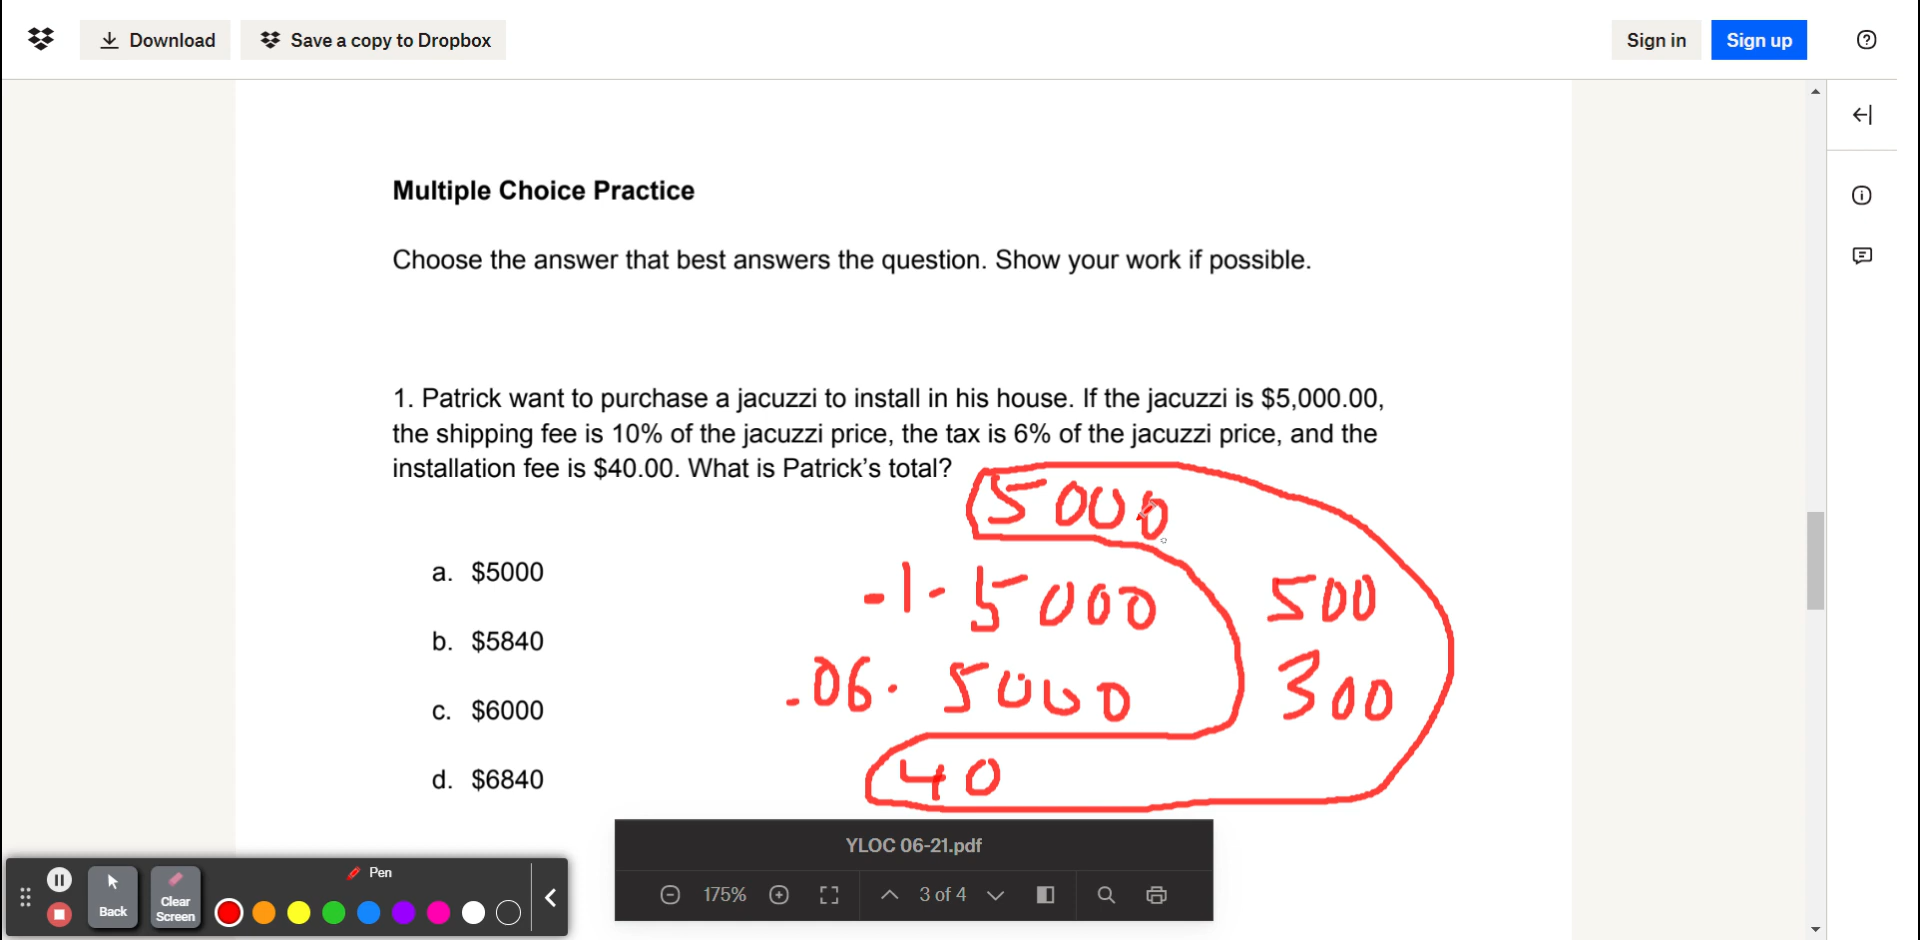 Download
Save a copy to Dropbox
Sign in
Sign up
Multiple Choice Practice
Choose the answer that best answers the question. Show your work if possible.
1. Patrick want to purchase a jacuzzi to install in his house. If the jacuzzi is $5,000.00,
the shipping fee is 10% of the jacuzzi price, the tax is 6% of the jacuzzi price, and the
installation fee is $40.00. What is Patrick's total?
5000
a. $5000
.1 · 5000 500
b. $5840
.06 · 5000 300
c. $6000
40
d. $6840
YLOC 06-21.pdf
175%
3 of 4
Pen
Back
Clear
Screen